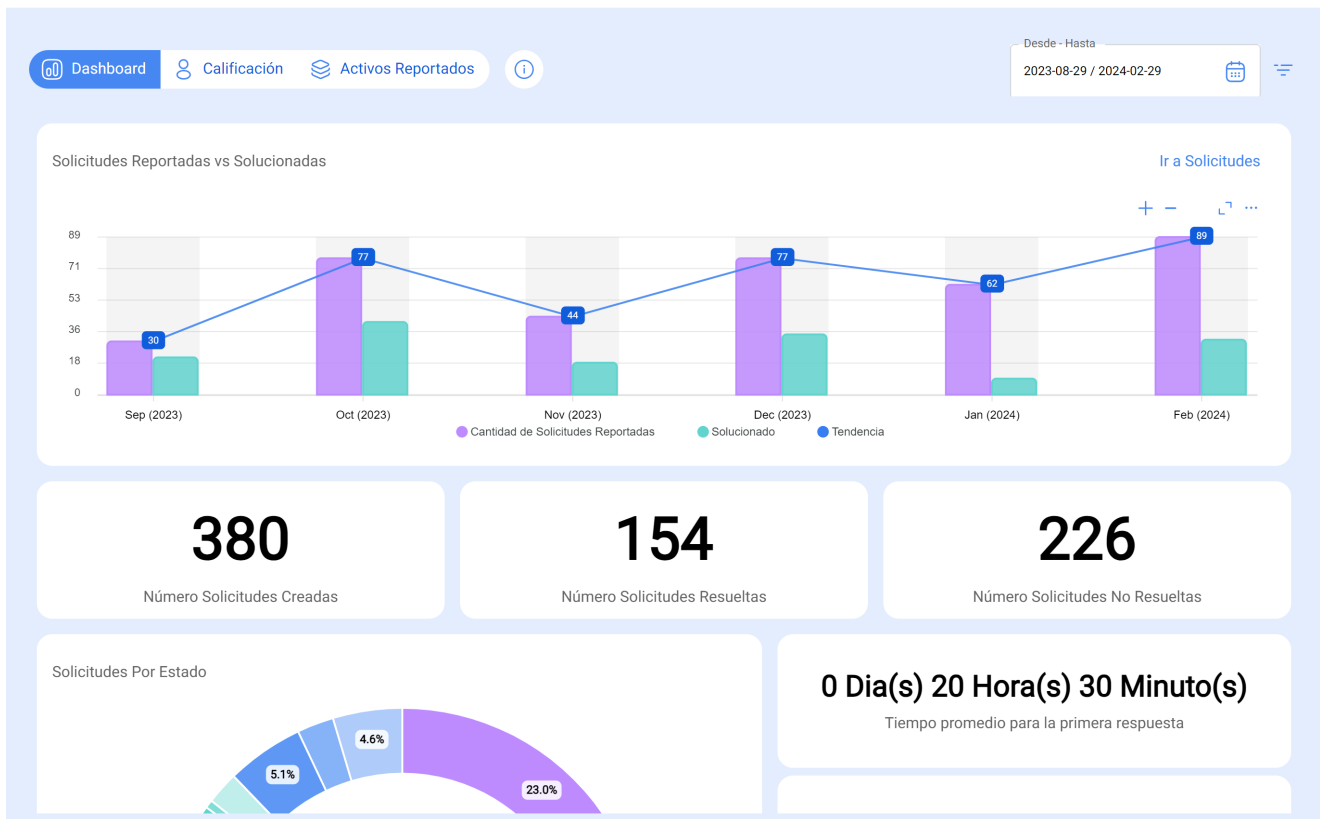 Dashboard
Calificación
Activos Reportados
Desde - Hasta
2023-08-29 / 2024-02-29
Solicitudes Reportadas vs Solucionadas
Ir a Solicitudes
89
71
53
36
18
0
30
77
44
77
62
89
Sep (2023)
Oct (2023)
Nov (2023)
Dec (2023)
Jan (2024)
Feb (2024)
Cantidad de Solicitudes Reportadas
Solucionado
Tendencia
380
Número Solicitudes Creadas
154
Número Solicitudes Resueltas
226
Número Solicitudes No Resueltas
Solicitudes Por Estado
4.6%
5.1%
23.0%
0 Dia(s) 20 Hora(s) 30 Minuto(s)
Tiempo promedio para la primera respuesta